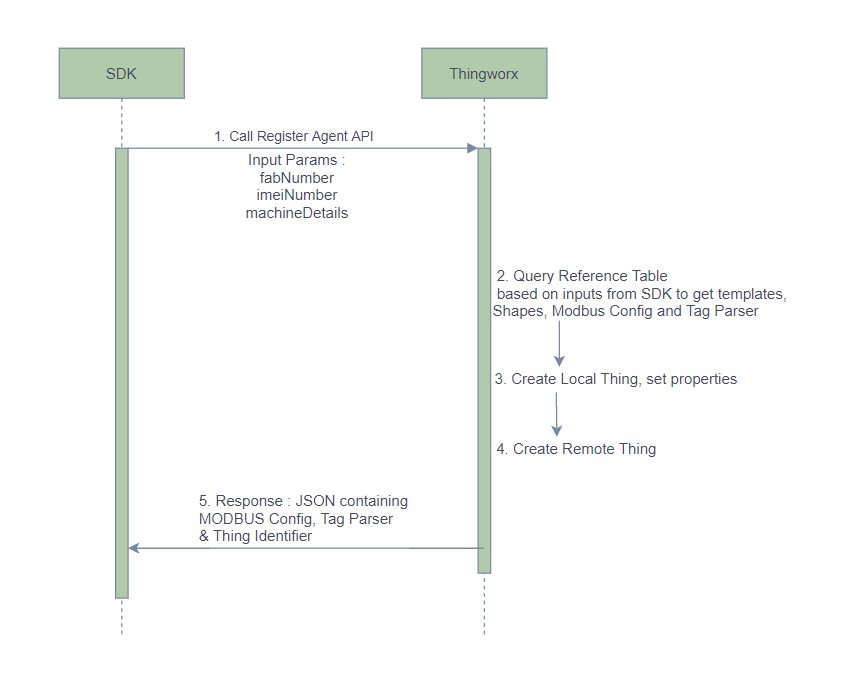 SDK
Thingworx
1. Call Register Agent API
Input Params :
fabNumber
imeiNumber
machineDetails
2. Query Reference Table
based on inputs from SDK to get templates,
Shapes, Modbus Config and Tag Parser
3. Create Local Thing, set properties
4. Create Remote Thing
5. Response : JSON containing
MODBUS Config, Tag Parser
& Thing Identifier